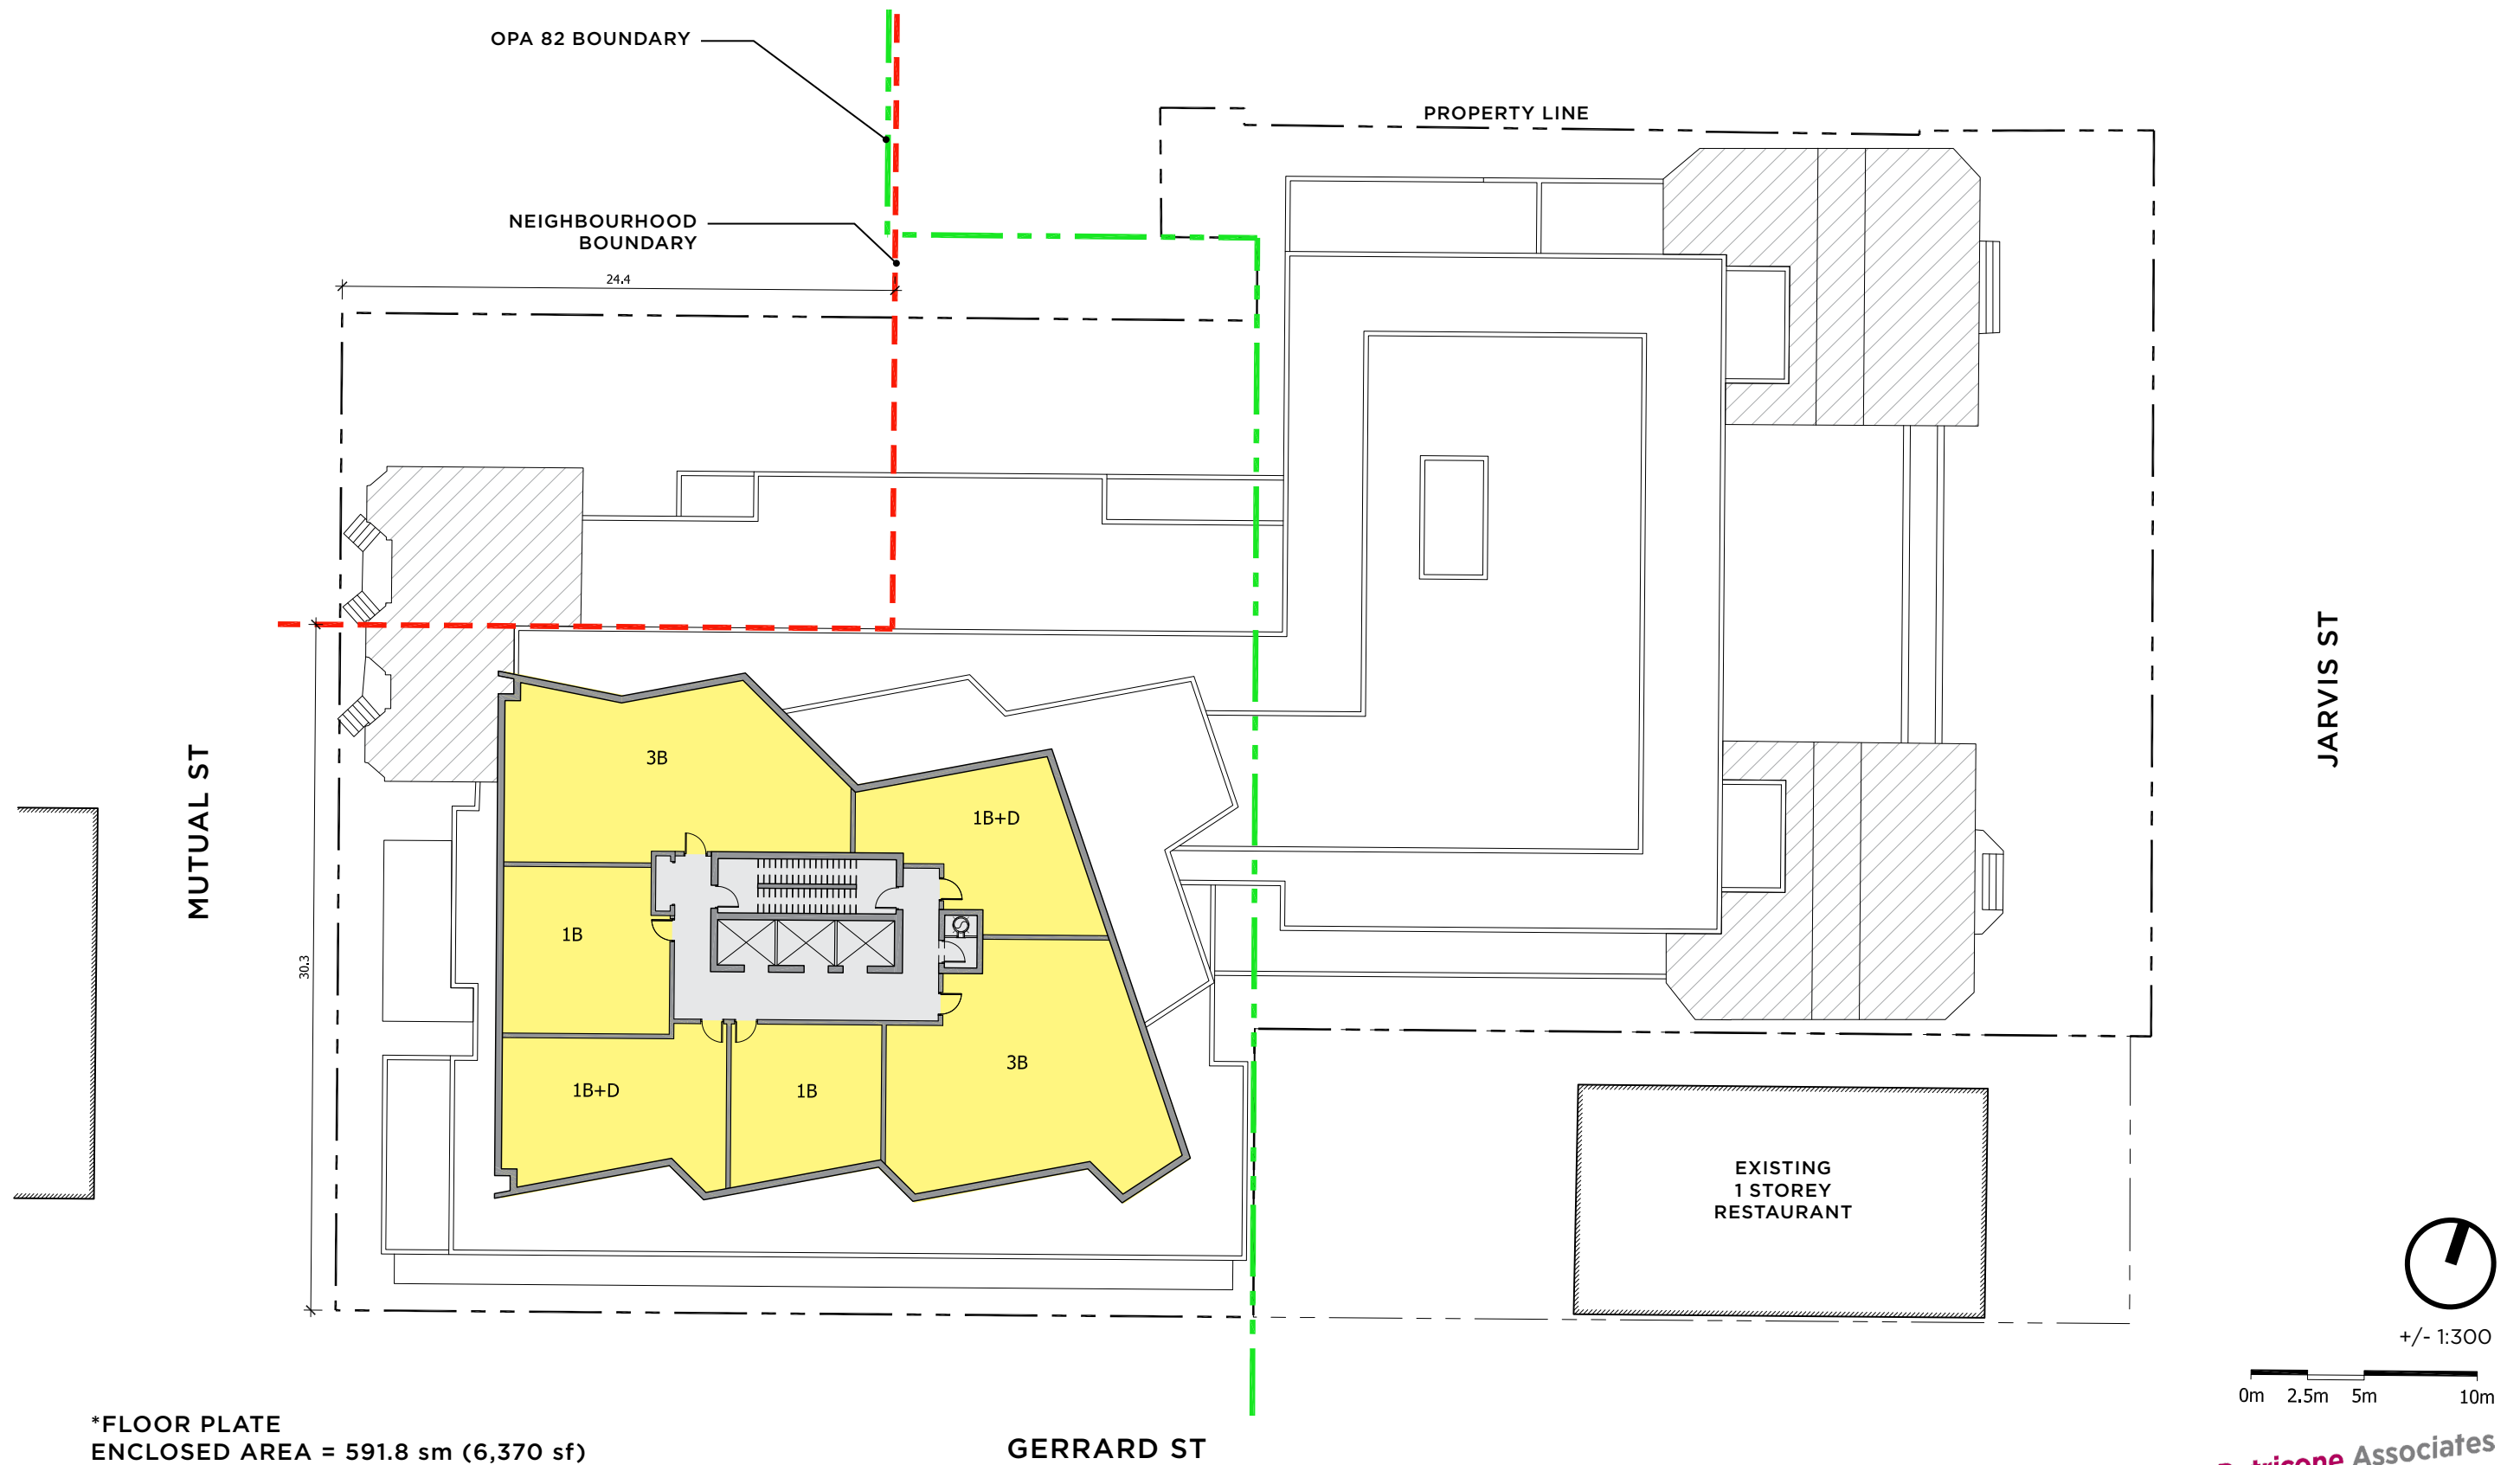 OPA 82 BOUNDARY
PROPERTY LINE
NEIGHBOURHOOD
BOUNDARY
24.4
MUTUAL ST
JARVIS ST
30.3
3B
1B+D
1B
1B+D
1B
3B
EXISTING
1 STOREY
RESTAURANT
+/- 1:300
0m 2.5m 5m 10m
*FLOOR PLATE
ENCLOSED AREA = 591.8 sm (6,370 sf)
GERRARD ST
Associates